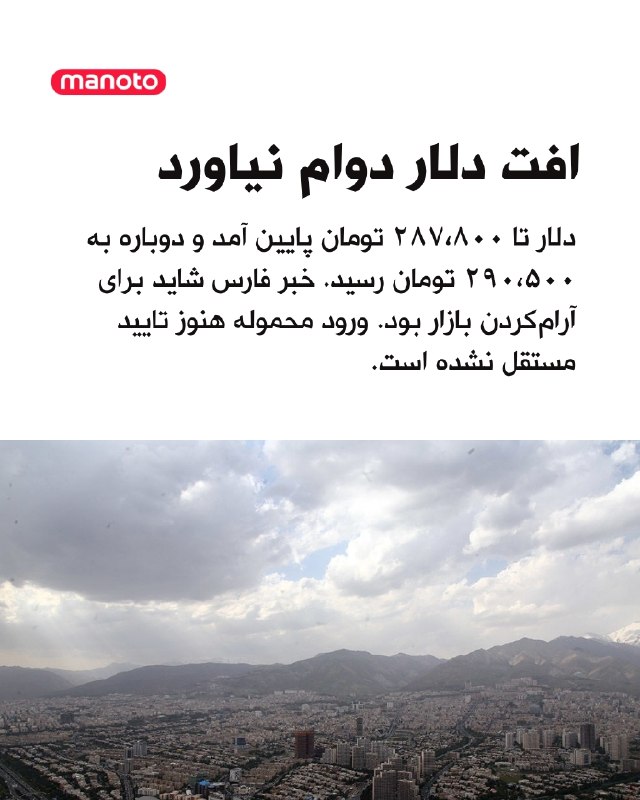 manoto
افت دلار دوام نیاورد
دلار تا ۲۸۷،۸۰۰ تومان پایین آمد و دوباره به
۲۹۰،۵۰۰ تومان رسید. خبر فارس شاید برای
آرام‌کردن بازار بود. ورود محموله هنوز تایید
مستقل نشده است.